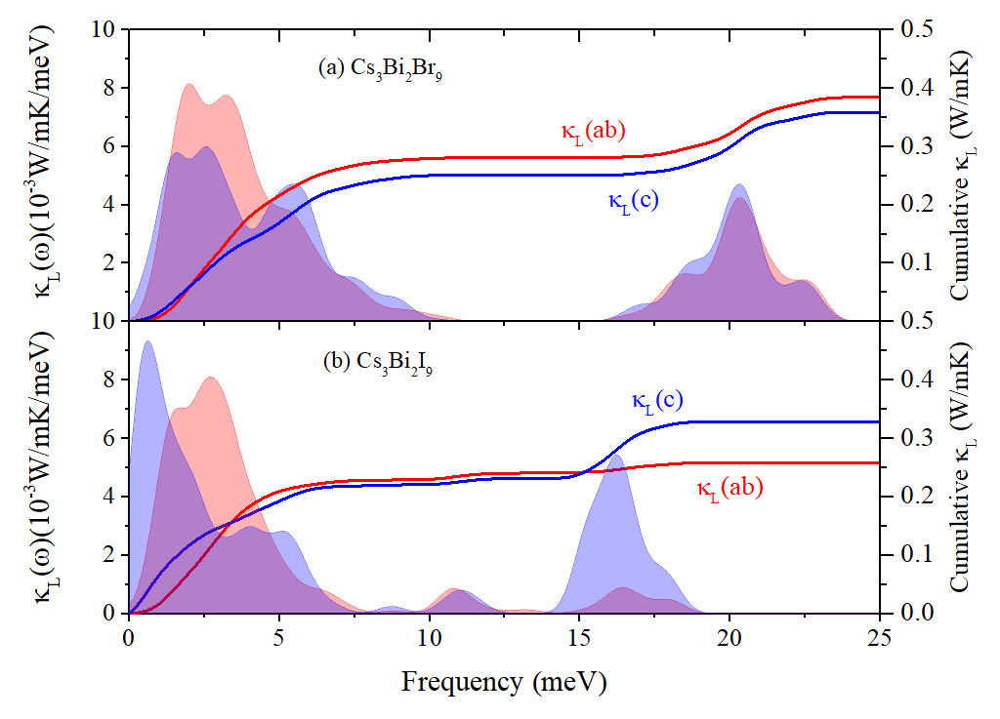 (a) Cs3Bi2Br9
κL(ω)(10-3W/mK/meV)
10
8
6
4
2
10
κL(ab)
κL(c)
0.5
0.4
0.3
0.2
0.1
0.5
Cumulative κL (W/mK)
(b) Cs3Bi2I9
κL(ω)(10-3W/mK/meV)
8
6
4
2
0
κL(c)
κL(ab)
0.4
0.3
0.2
0.1
0.0
Cumulative κL (W/mK)
0 5 10 15 20 25
Frequency (meV)